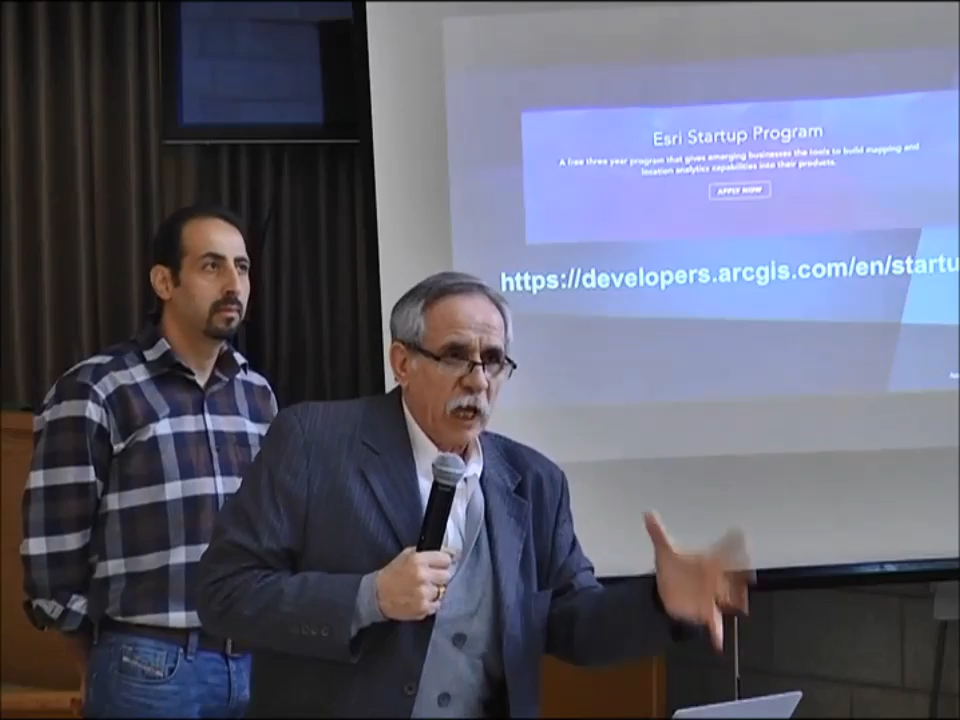 Esri Startup Program
A free three year program that gives emerging businesses the tools to build mapping and
location analytics capabilities into their products.
APPLY NOW
https://developers.arcgis.com/en/startu